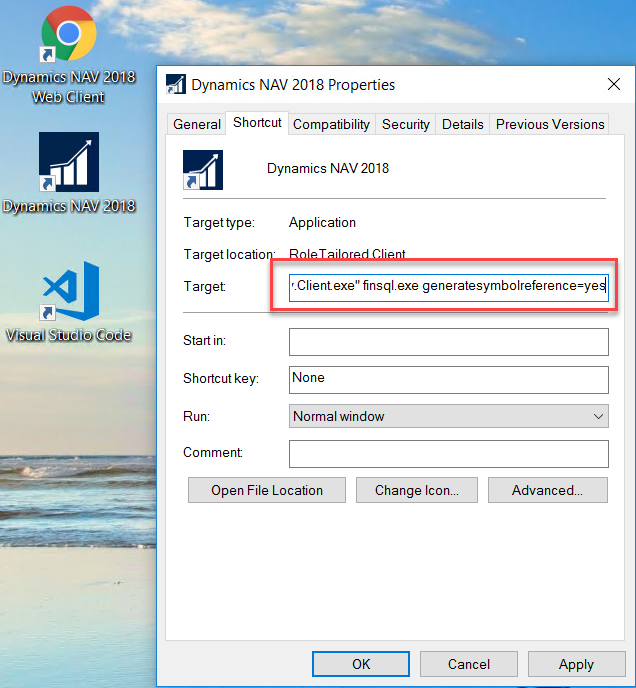 Dynamics NAV 2018
Web Client
Dynamics NAV 2018
Visual Studio Code
Dynamics NAV 2018 Properties
General Shortcut Compatibility Security Details Previous Versions
Dynamics NAV 2018
Target type: Application
Target location: RoleTailored Client
Target: .Client.exe" finsql.exe generatesymbolreference=yes
Start in:
Shortcut key: None
Run: Normal window
Comment:
Open File Location Change Icon... Advanced...
OK Cancel Apply